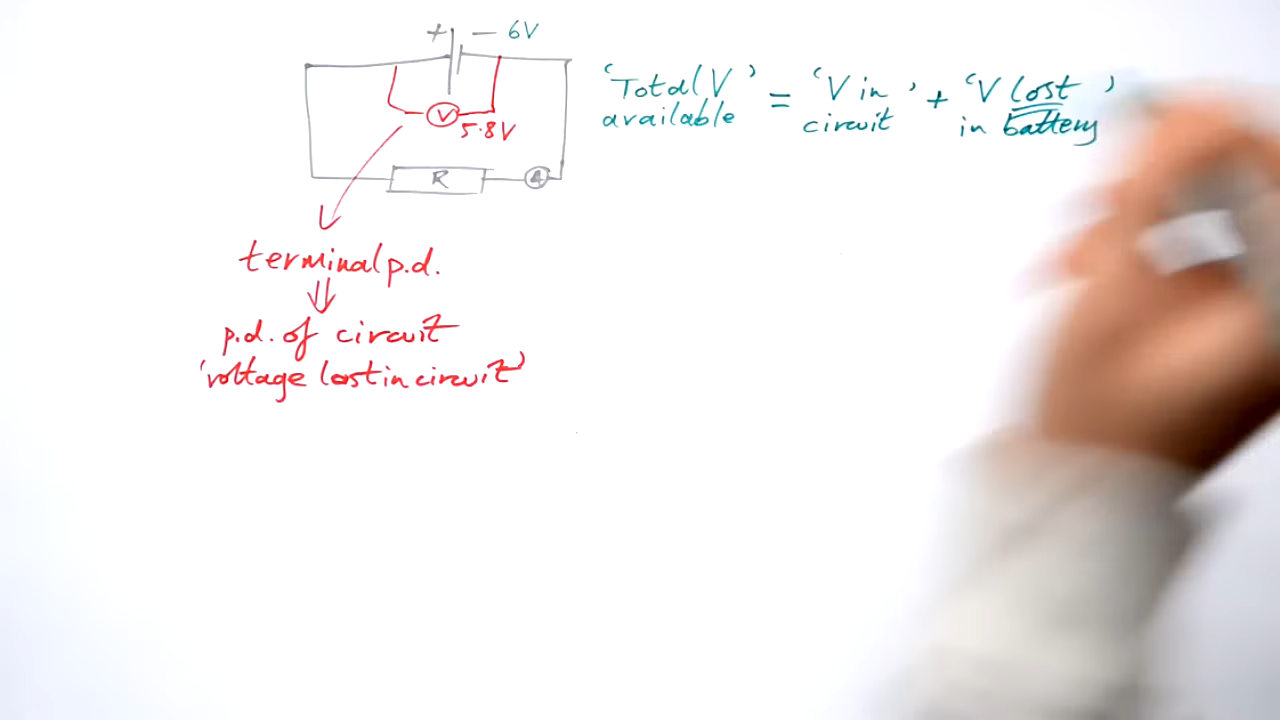 + — 6V
V
5.8V
R
A
'Total V' = 'V in' + 'V lost'
available circuit in battery
terminal p.d.
p.d. of circuit
'voltage lost in circuit'